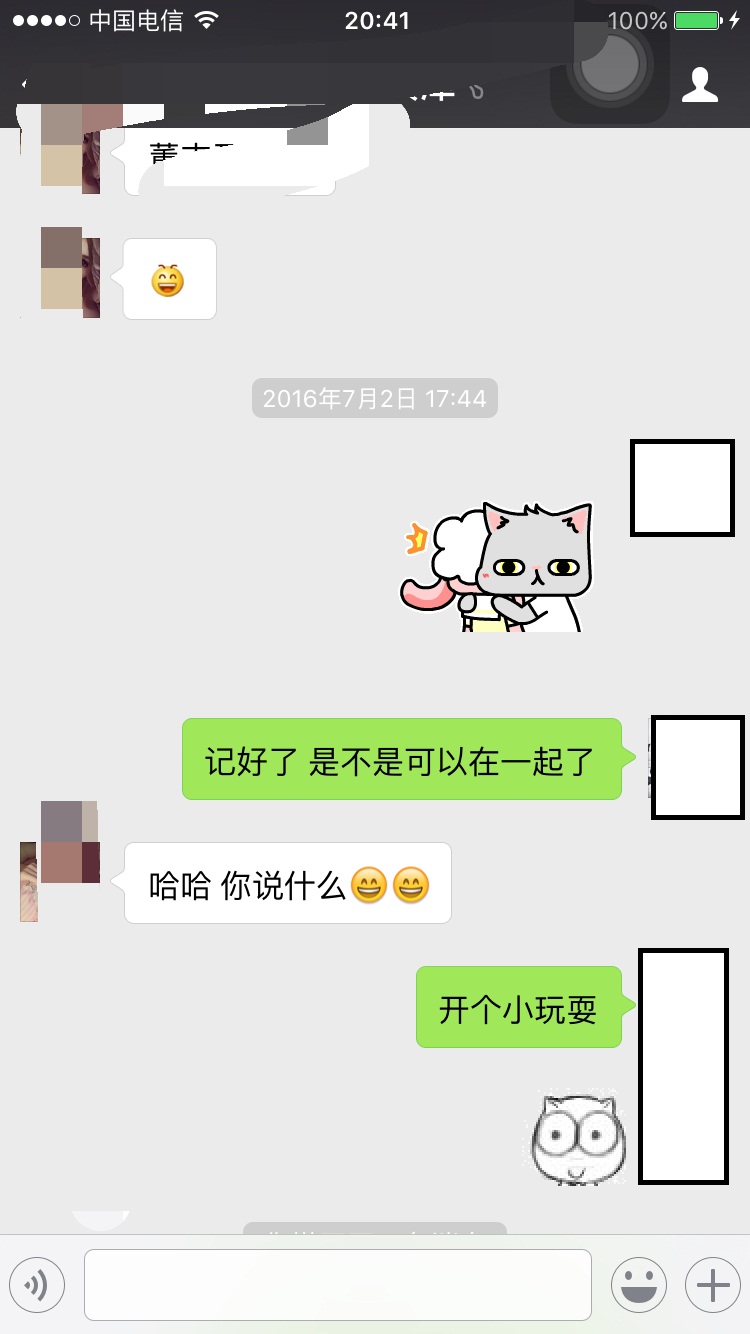 中国电信
20:41
100%
2016年7月2日 17:44
记好了 是不是可以在一起了
哈哈 你说什么😄😄
开个小玩耍